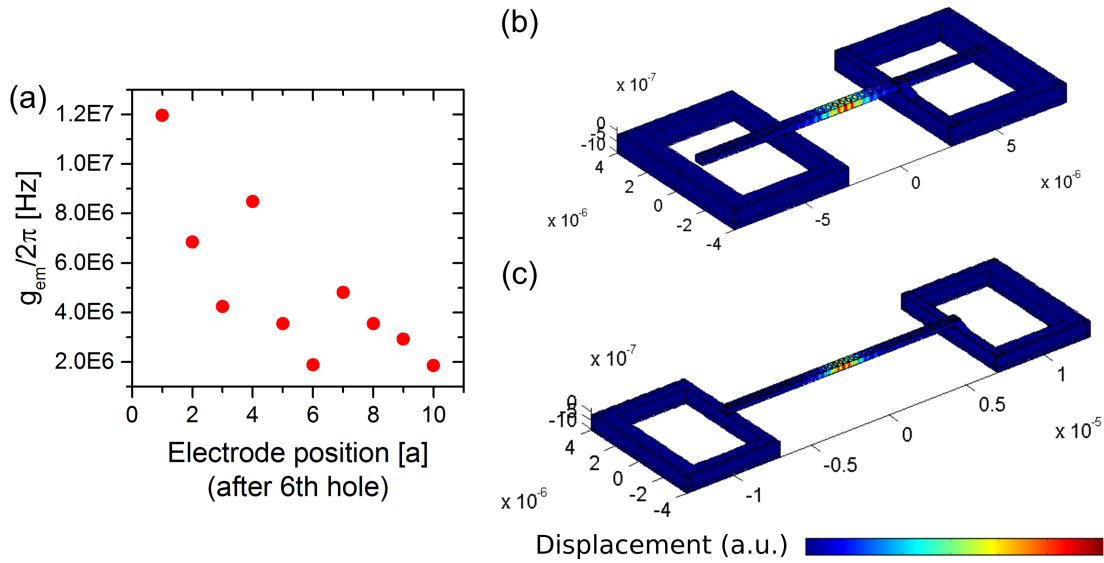 (a)
g_em/2π [Hz]
1.2E7
1.0E7
8.0E6
6.0E6
4.0E6
2.0E6
0 2 4 6 8 10
Electrode position [a]
(after 6th hole)
(b)
x 10⁻⁷
0
-5
-10
4
2
0
-2
-4
x 10⁻⁶
-5
0
5
x 10⁻⁶
(c)
x 10⁻⁷
0
-5
-10
4
2
0
-2
-4
x 10⁻⁶
-1
-0.5
0
0.5
1
x 10⁻⁵
Displacement (a.u.)